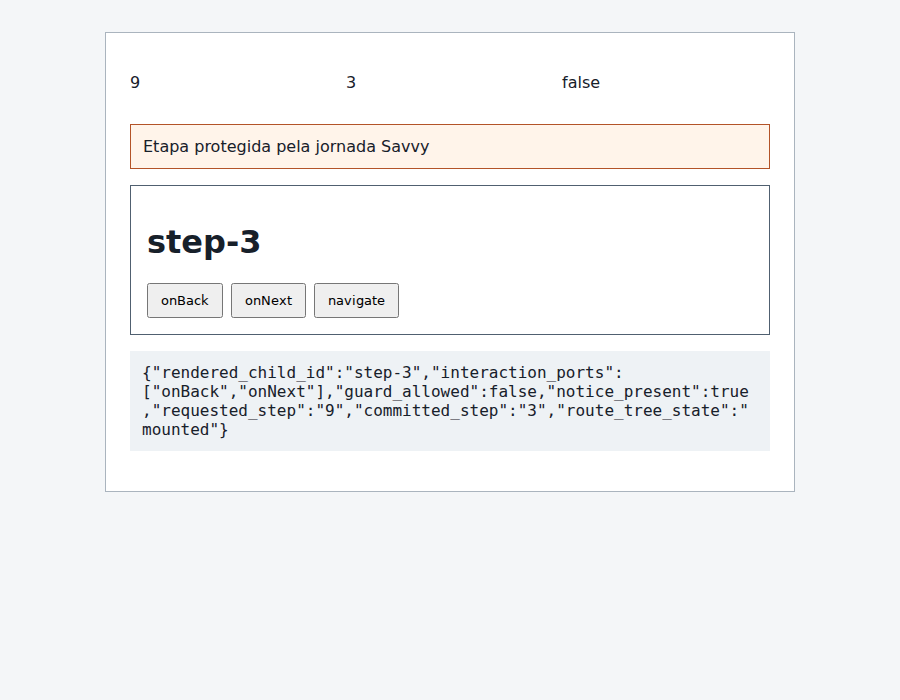 9 3 false
Etapa protegida pela jornada Savvy
step-3
onBack onNext navigate
{"rendered_child_id":"step-3","interaction_ports":
["onBack","onNext"],"guard_allowed":false,"notice_present":true
,"requested_step":"9","committed_step":"3","route_tree_state":"
mounted"}